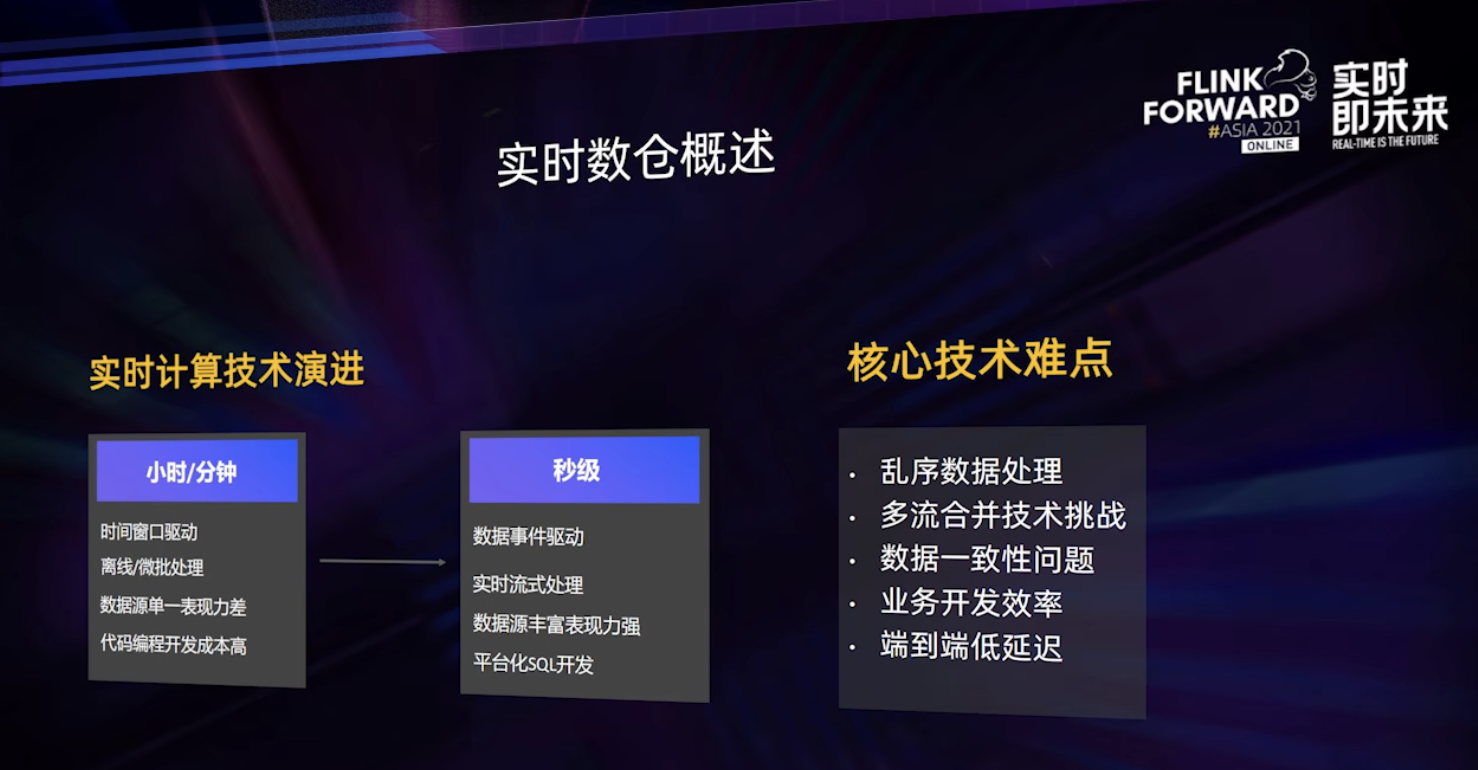 FLINK
FORWARD
#ASIA 2021
ONLINE
实时
即未来
REAL-TIME IS THE FUTURE
实时数仓概述
实时计算技术演进
小时/分钟
时间窗口驱动
离线/微批处理
数据源单一表现力差
代码编程开发成本高
秒级
数据事件驱动
实时流式处理
数据源丰富表现力强
平台化SQL开发
核心技术难点
· 乱序数据处理
· 多流合并技术挑战
· 数据一致性问题
· 业务开发效率
· 端到端低延迟